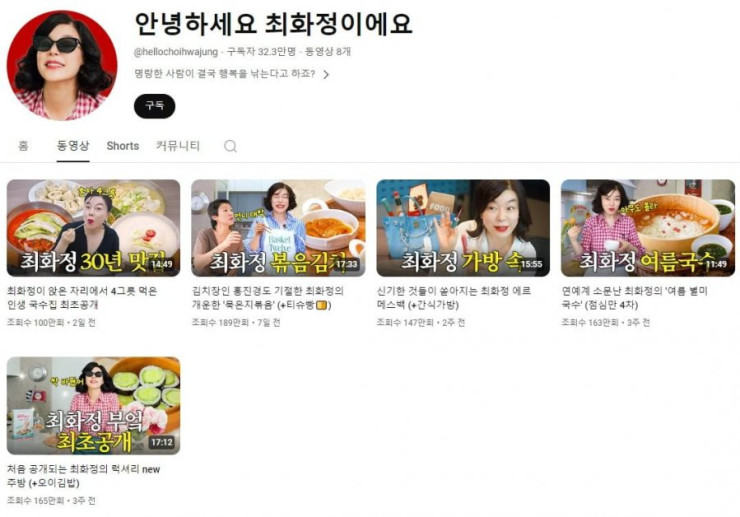 안녕하세요 최화정이에요
@hellochoihwajung · 구독자 32.3만명 · 동영상 8개
명랑한 사람이 결국 행복을 낚는다고 하죠? >
구독
홈 동영상 Shorts 커뮤니티
최화정 30년 맛집
14:49
최화정 볶음김치
17:33
Basket
Twelve
최화정 가방 속
15:55
FOOD
최화정 여름국수
11:49
최화정이 앉은 자리에서 4그릇 먹은
인생 국수집 최초공개
조회수 100만회 · 2일 전
김치장인 홍진경도 기절한 최화정의
개운한 '묵은지볶음' (+티슈빵)
조회수 189만회 · 7일 전
신기한 것들이 쏟아지는 최화정 에르
메스백 (+간식가방)
조회수 147만회 · 2주 전
연예계 소문난 최화정의 '여름 별미
국수' (점심만 4차)
조회수 163만회 · 3주 전
최화정 부엌
최초공개
17:12
처음 공개되는 최화정의 럭셔리 new
주방 (+오이김밥)
조회수 165만회 · 3주 전